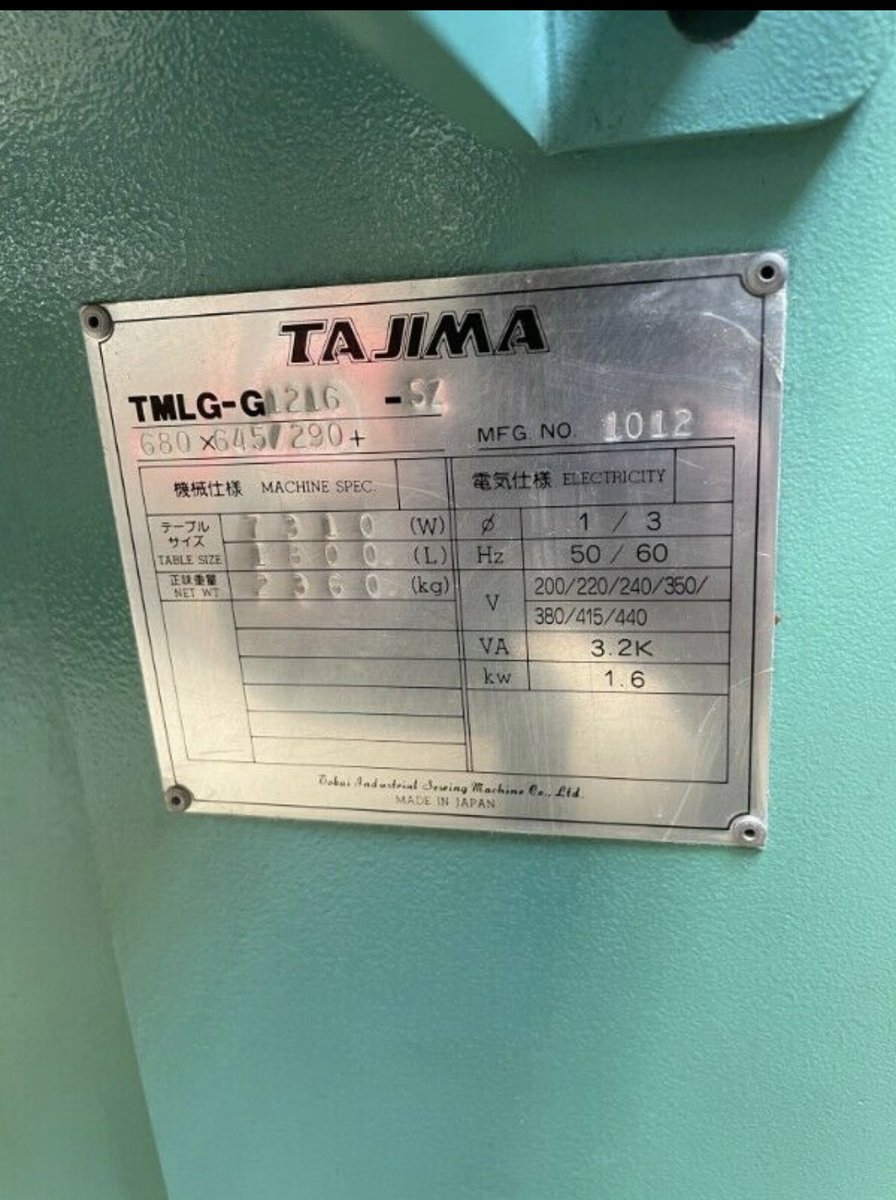 TAJIMA
TMLG-G1216 -SZ
680×645/290+
MFG. NO. 1012
機械仕様 MACHINE SPEC.
電気仕様 ELECTRICITY
テーブル
サイズ
TABLE SIZE
7310 (W)
(L)
正味重量
NET WT
(kg)
ø 1 / 3
Hz 50 / 60
V 200/220/240/350/
380/415/440
VA 3.2K
kw 1.6
Tokai Industrial Sewing Machine Co., Ltd.
MADE IN JAPAN